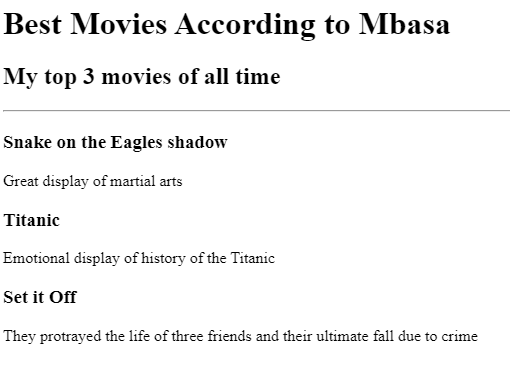 Best Movies According to Mbasa
My top 3 movies of all time
Snake on the Eagles shadow
Great display of martial arts
Titanic
Emotional display of history of the Titanic
Set it Off
They protrayed the life of three friends and their ultimate fall due to crime